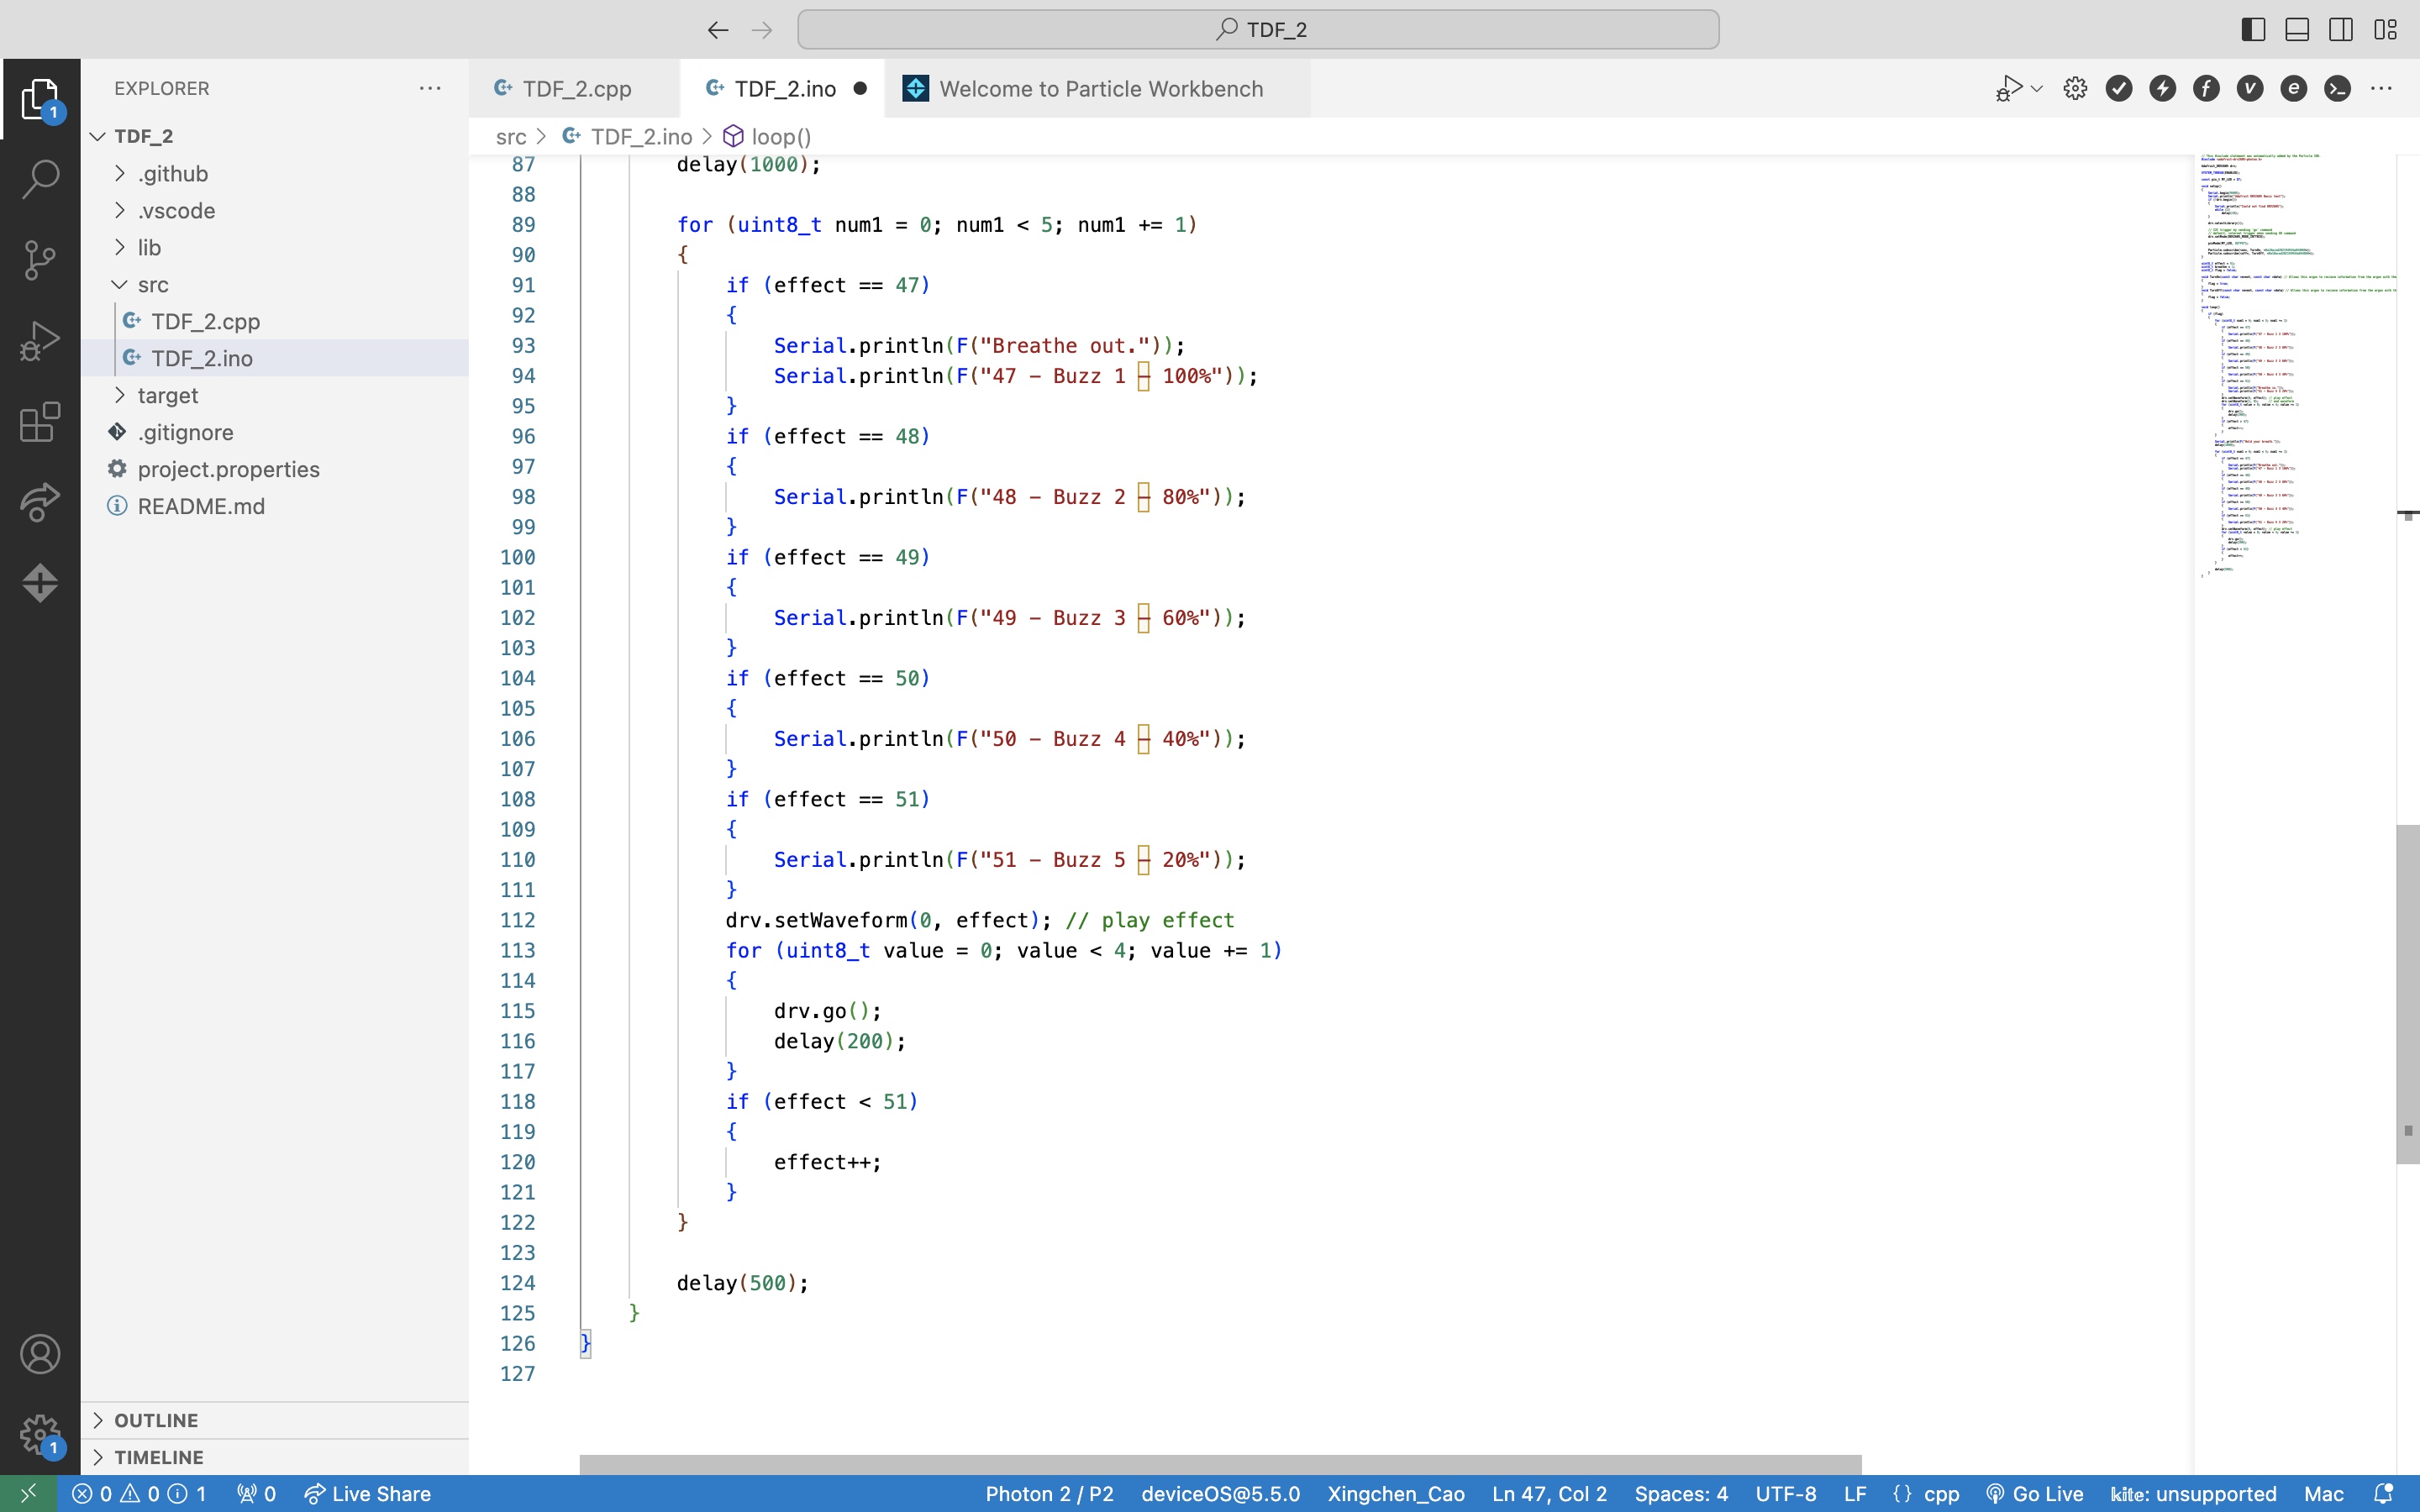 TDF_2
EXPLORER
TDF_2.cpp
TDF_2.ino
Welcome to Particle Workbench
src > TDF_2.ino > loop()
1
TDF_2
.github
.vscode
lib
src
TDF_2.cpp
TDF_2.ino
target
.gitignore
project.properties
README.md
OUTLINE
TIMELINE
1
87 delay(1000);
88
89 for (uint8_t num1 = 0; num1 < 5; num1 += 1)
90 {
91 if (effect == 47)
92 {
93 Serial.println(F("Breathe out."));
94 Serial.println(F("47 − Buzz 1 – 100%"));
95 }
96 if (effect == 48)
97 {
98 Serial.println(F("48 − Buzz 2 – 80%"));
99 }
100 if (effect == 49)
101 {
102 Serial.println(F("49 − Buzz 3 – 60%"));
103 }
104 if (effect == 50)
105 {
106 Serial.println(F("50 − Buzz 4 – 40%"));
107 }
108 if (effect == 51)
109 {
110 Serial.println(F("51 − Buzz 5 – 20%"));
111 }
112 drv.setWaveform(0, effect); // play effect
113 for (uint8_t value = 0; value < 4; value += 1)
114 {
115 drv.go();
116 delay(200);
117 }
118 if (effect < 51)
119 {
120 effect++;
121 }
122 }
123
124 delay(500);
125 }
126 }
127
0 0 1 0 Live Share Photon 2 / P2 deviceOS@5.5.0 Xingchen_Cao Ln 47, Col 2 Spaces: 4 UTF-8 LF {} cpp Go Live kite: unsupported Mac